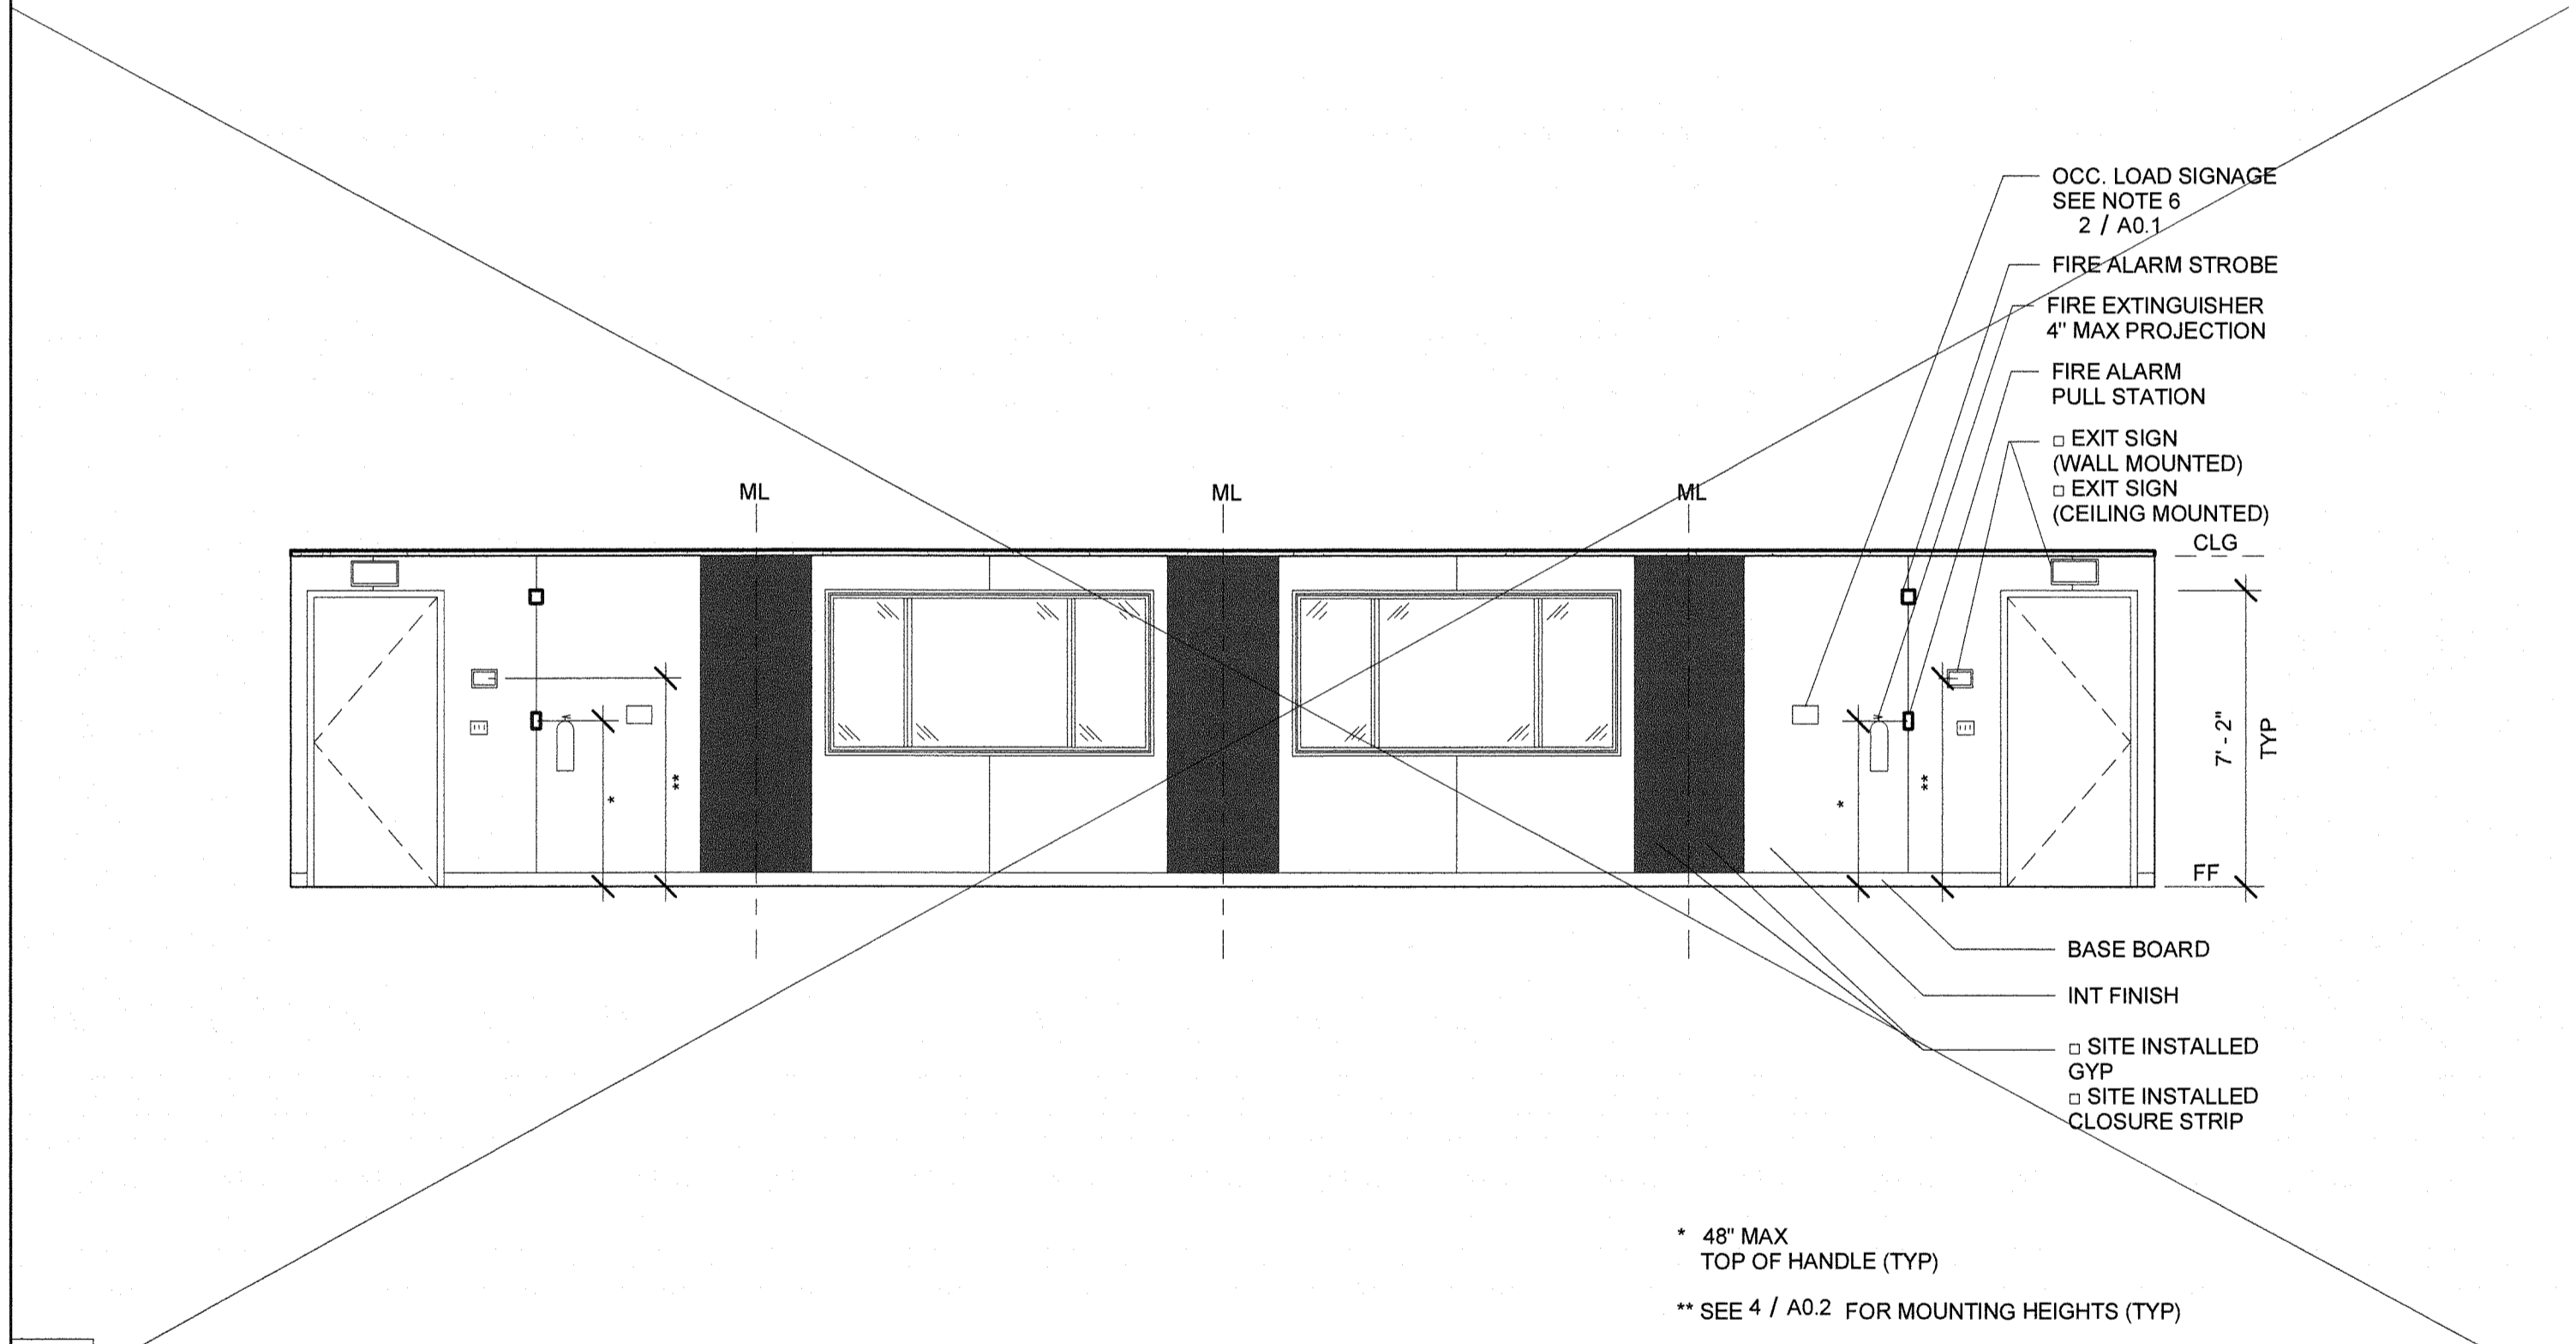 OCC. LOAD SIGNAGE
SEE NOTE 6
2 / A0.1
FIRE ALARM STROBE
FIRE EXTINGUISHER
4" MAX PROJECTION
FIRE ALARM
PULL STATION
□ EXIT SIGN
(WALL MOUNTED)
□ EXIT SIGN
(CEILING MOUNTED)
ML
ML
ML
CLG
7' - 2"
TYP
*
**
*
**
FF
BASE BOARD
INT FINISH
□ SITE INSTALLED
GYP
□ SITE INSTALLED
CLOSURE STRIP
* 48" MAX
TOP OF HANDLE (TYP)
** SEE 4 / A0.2 FOR MOUNTING HEIGHTS (TYP)